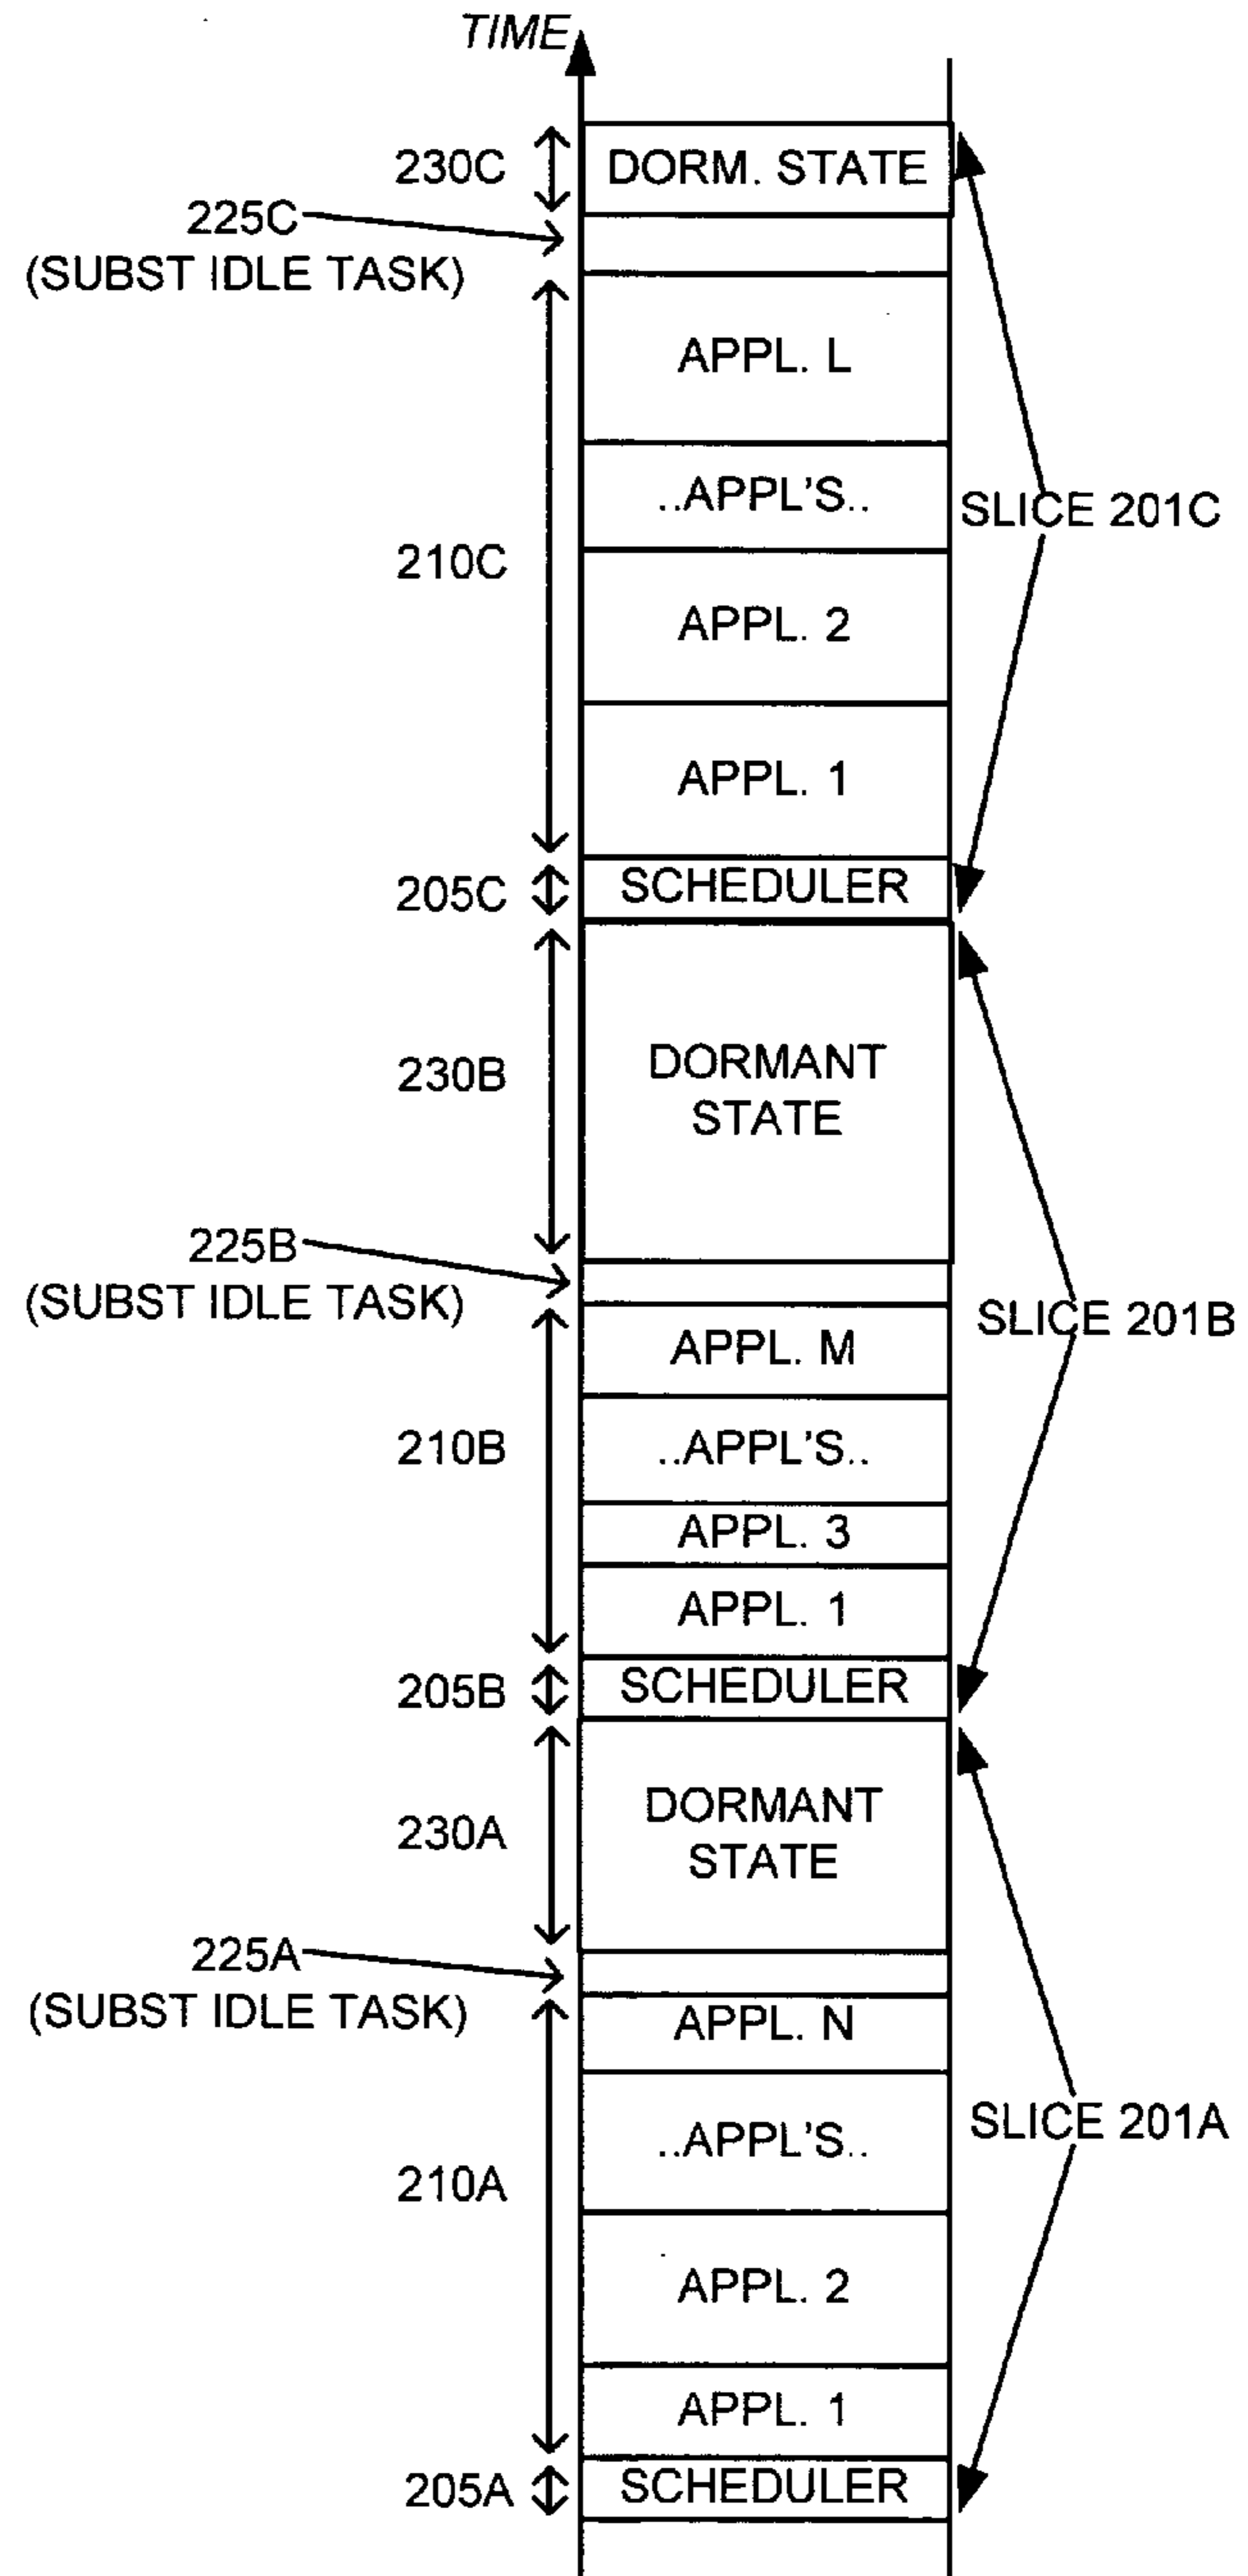 TIME
230C
DORM. STATE
225C
(SUBST IDLE TASK)
APPL. L
..APPL'S..
SLICE 201C
210C
APPL. 2
APPL. 1
205C
SCHEDULER
230B
DORMANT
STATE
225B
(SUBST IDLE TASK)
SLICE 201B
APPL. M
210B
..APPL'S..
APPL. 3
APPL. 1
205B
SCHEDULER
230A
DORMANT
STATE
225A
(SUBST IDLE TASK)
APPL. N
SLICE 201A
..APPL'S..
210A
APPL. 2
APPL. 1
205A
SCHEDULER